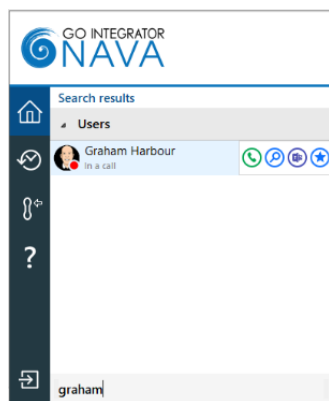 GO INTEGRATOR
NAVA
Search results
Users
Graham Harbour
In a call
?
graham